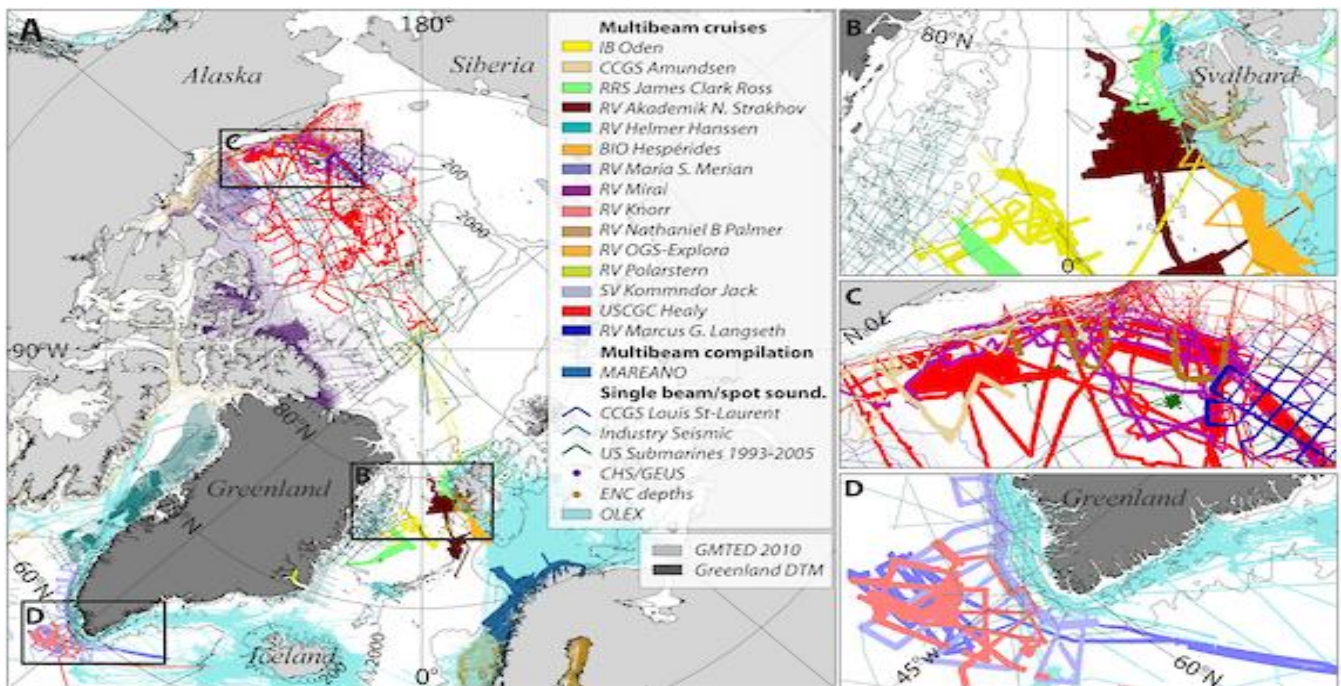 A
180°
Alaska
Siberia
C
200
2000
90°W
80°N
Greenland
N
B
60°N
D
Iceland
200
2000
0°
Multibeam cruises
IB Oden
CCGS Amundsen
RRS James Clark Ross
RV Akademik N. Strakhov
RV Helmer Hanssen
BIO Hespérides
RV Maria S. Merian
RV Mirai
RV Knorr
RV Nathaniel B Palmer
RV OGS-Explora
RV Polarstern
SV Kommndor Jack
USCGC Healy
RV Marcus G. Langseth
Multibeam compilation
MAREANO
Single beam/spot sound.
CCGS Louis St-Laurent
Industry Seismic
US Submarines 1993-2005
CHS/GEUS
ENC depths
OLEX
GMTED 2010
Greenland DTM
B
80°N
Svalbard
0°
C
70°N
D
Greenland
45°W
60°N